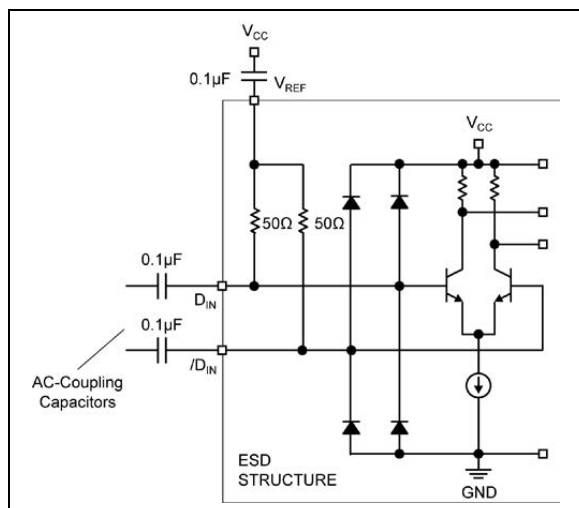 VCC
0.1µF
VREF
VCC
50Ω
50Ω
0.1µF
DIN
0.1µF
/DIN
AC-Coupling
Capacitors
ESD
STRUCTURE
GND